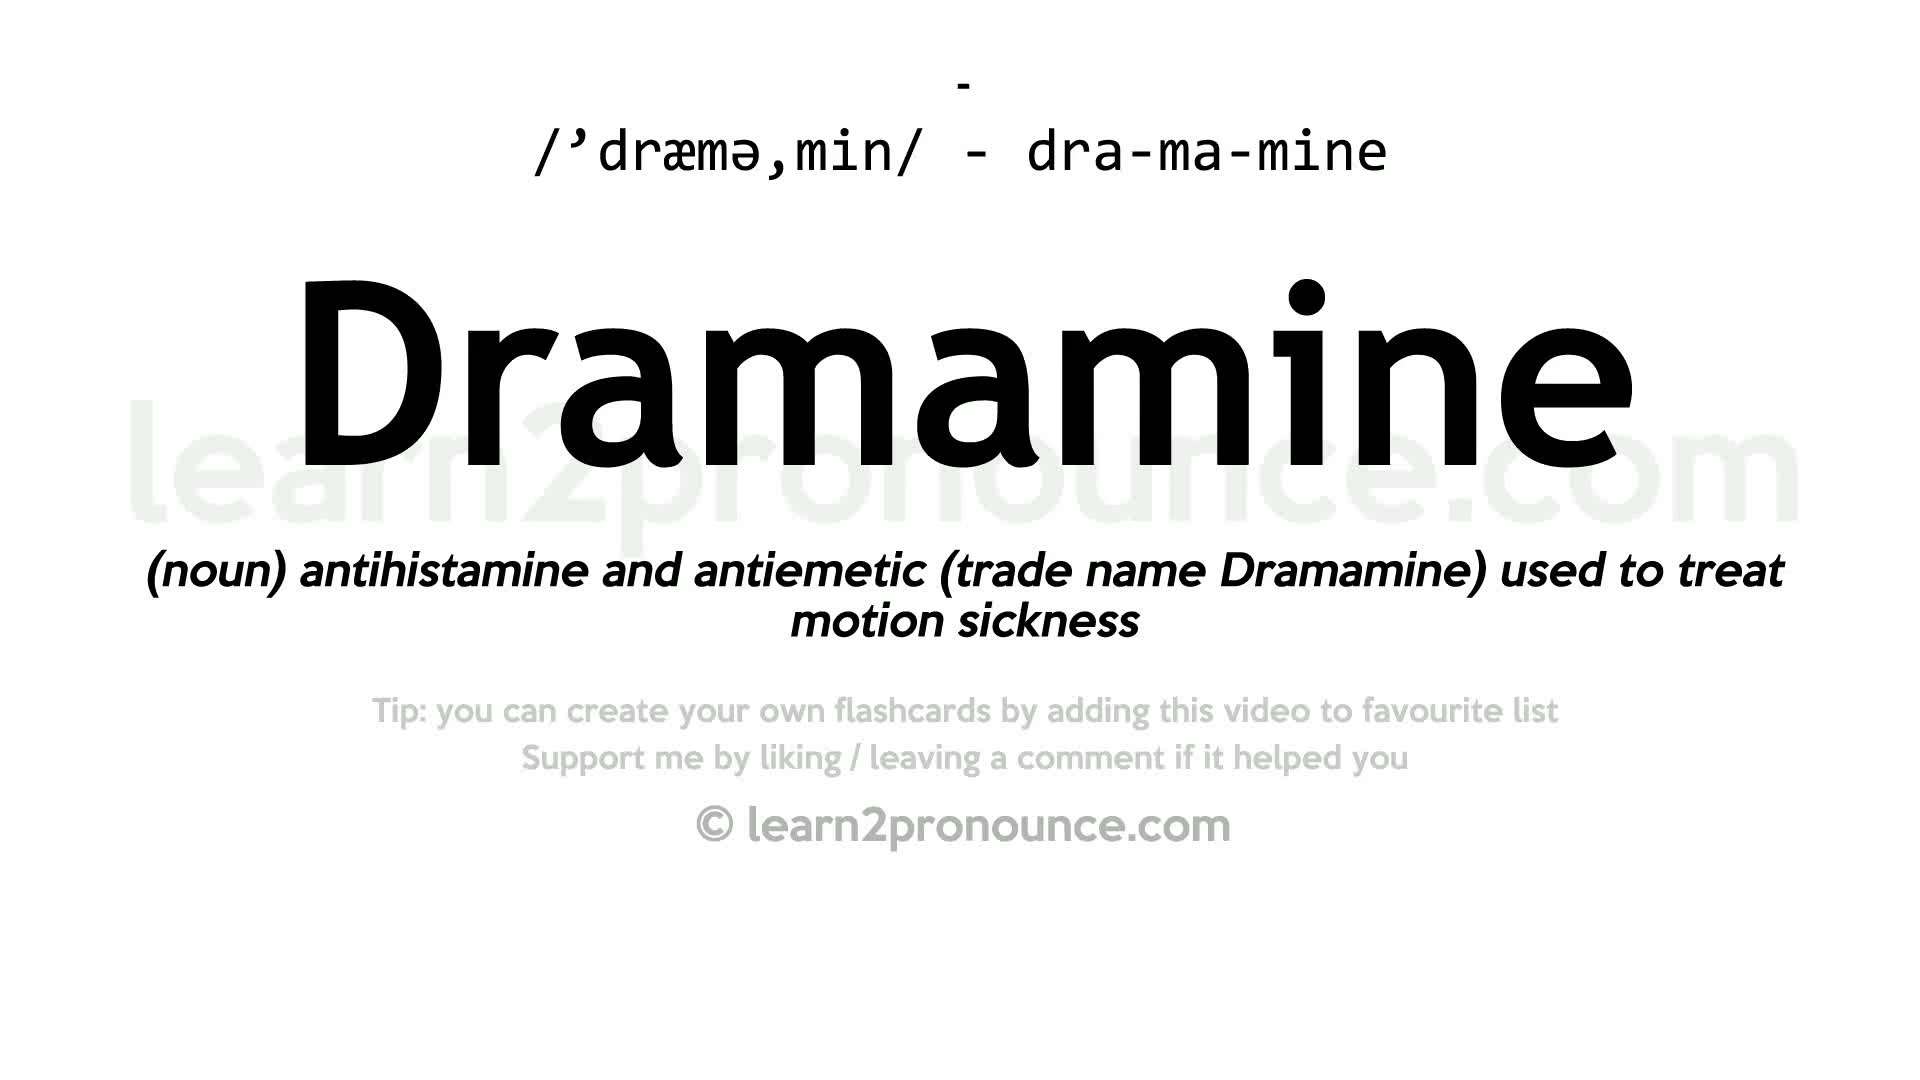 -
/’dræmə,min/ - dra-ma-mine
Dramamine
learn2pronounce.com
(noun) antihistamine and antiemetic (trade name Dramamine) used to treat
motion sickness
Tip: you can create your own flashcards by adding this video to favourite list
Support me by liking / leaving a comment if it helped you
© learn2pronounce.com